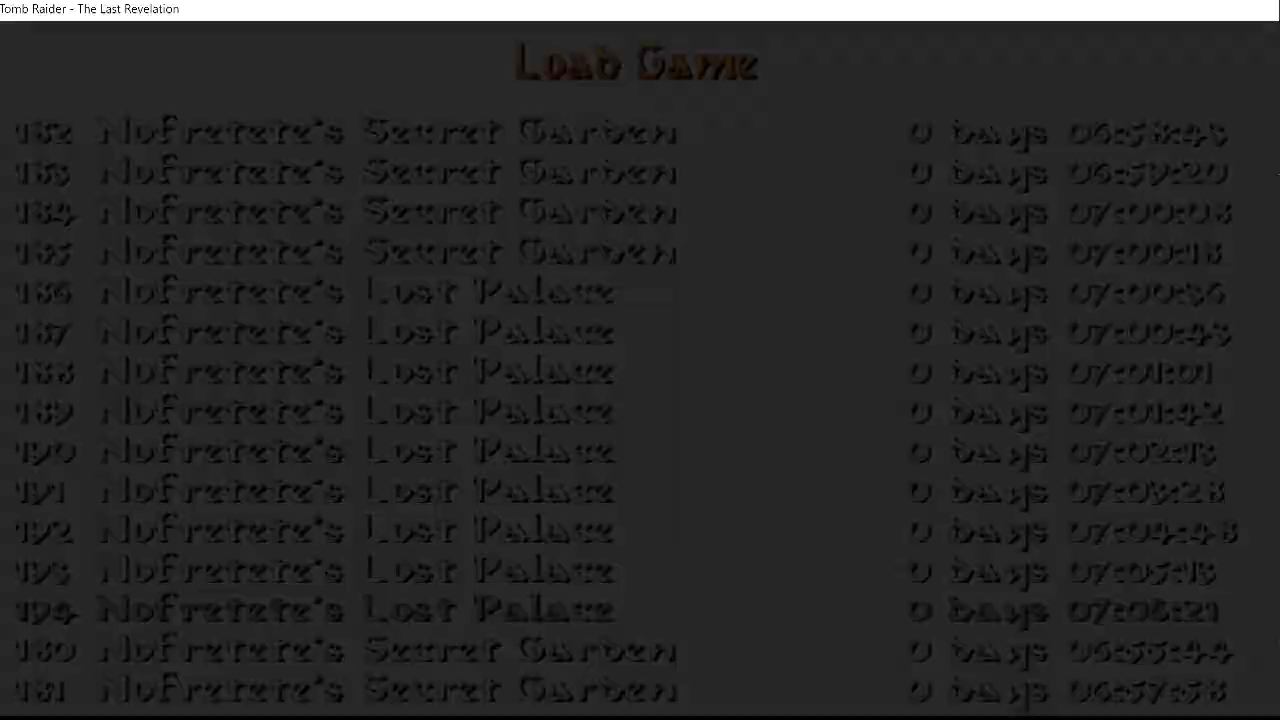 Tomb Raider - The Last Revelation
Load Game
182 Nofretete's Secret Garden 0 days 06:58:48
183 Nofretete's Secret Garden 0 days 06:59:20
184 Nofretete's Secret Garden 0 days 07:00:08
185 Nofretete's Secret Garden 0 days 07:00:18
186 Nofretete's Lost Palace 0 days 07:00:36
187 Nofretete's Lost Palace 0 days 07:00:48
188 Nofretete's Lost Palace 0 days 07:01:01
189 Nofretete's Lost Palace 0 days 07:01:42
190 Nofretete's Lost Palace 0 days 07:02:18
191 Nofretete's Lost Palace 0 days 07:03:28
192 Nofretete's Lost Palace 0 days 07:04:48
193 Nofretete's Lost Palace 0 days 07:05:18
194 Nofretete's Lost Palace 0 days 07:08:21
180 Nofretete's Secret Garden 0 days 06:55:44
181 Nofretete's Secret Garden 0 days 06:57:58